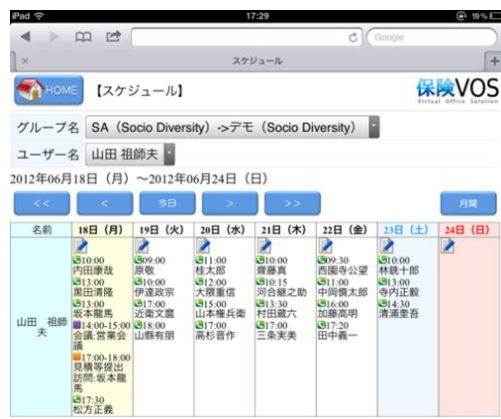 iPad
17:29
19%
Google
スケジュール
HOME
【スケジュール】
保険VOS
Virtual Office Solution
グループ名 SA（Socio Diversity）->デモ（Socio Diversity）
ユーザー名 山田 祖師夫
2012年06月18日（月）～2012年06月24日（日）
<< < 今日 > >> 月間
名前 18日（月） 19日（火） 20日（水） 21日（木） 22日（金） 23日（土） 24日（日）
山田 祖師
夫
10:00
内田康哉
13:00
黒田清隆
13:00
坂本龍馬
14:00-15:00
会議:営業会
議
17:00-18:00
見積等提出
訪問:坂本龍
馬
17:30
松方正義
09:00
原敬
10:00
伊達政宗
17:00
近衛文麿
18:00
山縣有朋
11:00
桂太郎
12:00
大隈重信
15:00
山本権兵衛
17:00
高杉晋作
10:00
齋藤真
10:15
河合継之助
13:30
村田蔵六
17:00
三条実美
09:30
西園寺公望
11:00
中岡慎太郎
16:00
加藤高明
17:20
田中義一
10:00
林銑十郎
13:00
寺内正毅
14:30
清浦奎吾